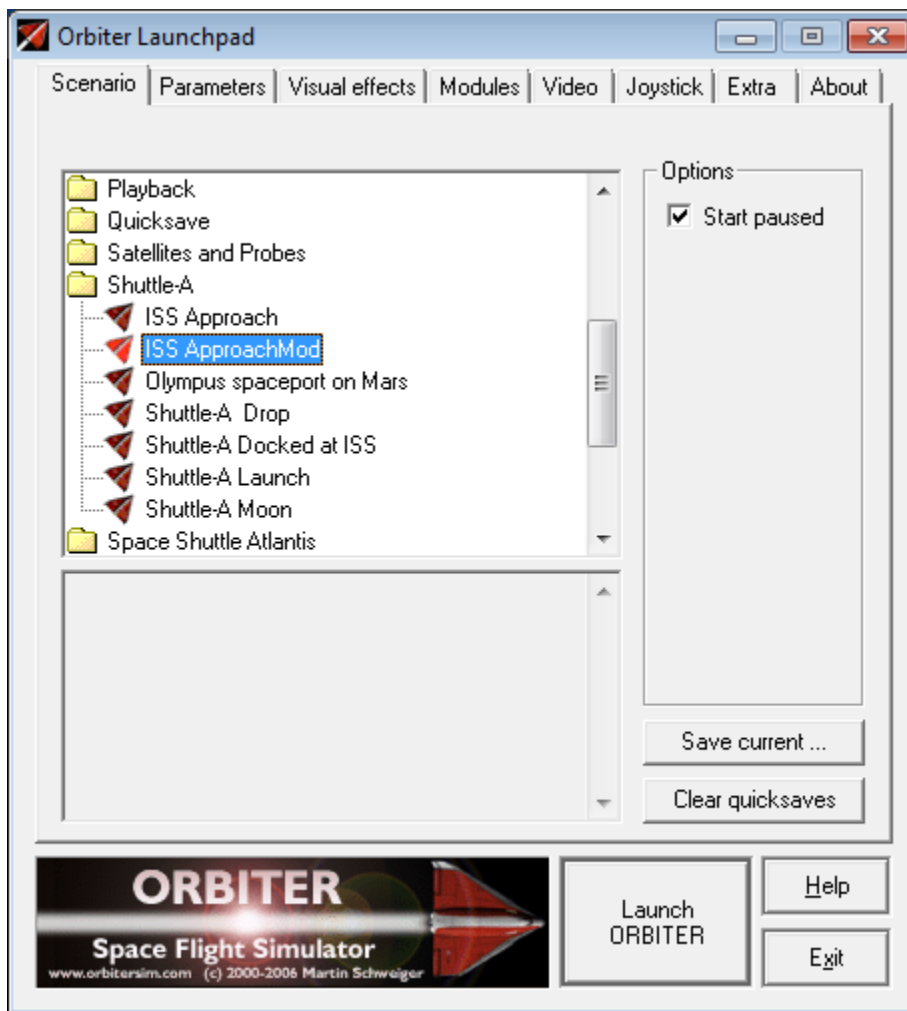 Orbiter Launchpad
Scenario Parameters Visual effects Modules Video Joystick Extra About
Playback
Quicksave
Satellites and Probes
Shuttle-A
ISS Approach
ISS ApproachMod
Olympus spaceport on Mars
Shuttle-A  Drop
Shuttle-A Docked at ISS
Shuttle-A Launch
Shuttle-A Moon
Space Shuttle Atlantis
Options
Start paused
Save current ...
Clear quicksaves
ORBITER
Space Flight Simulator
www.orbitersim.com (c) 2000-2006 Martin Schweiger
Launch
ORBITER
Help
Exit